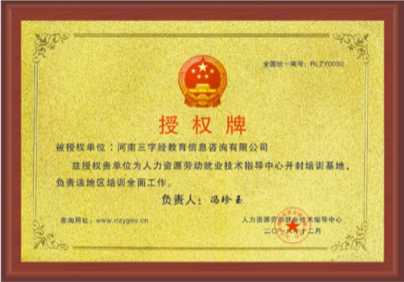 全国统一编号：RLZY0030
授权牌
被授权单位：河南三字经教育信息咨询有限公司
兹授权贵单位为人力资源劳动就业技术指导中心开封培训基地，
负责该地区培训全面工作。
负责人：冯珍玉
查询网址：www.rlzygov.cn
人力资源劳动就业技术指导中心
二〇一八年十二月